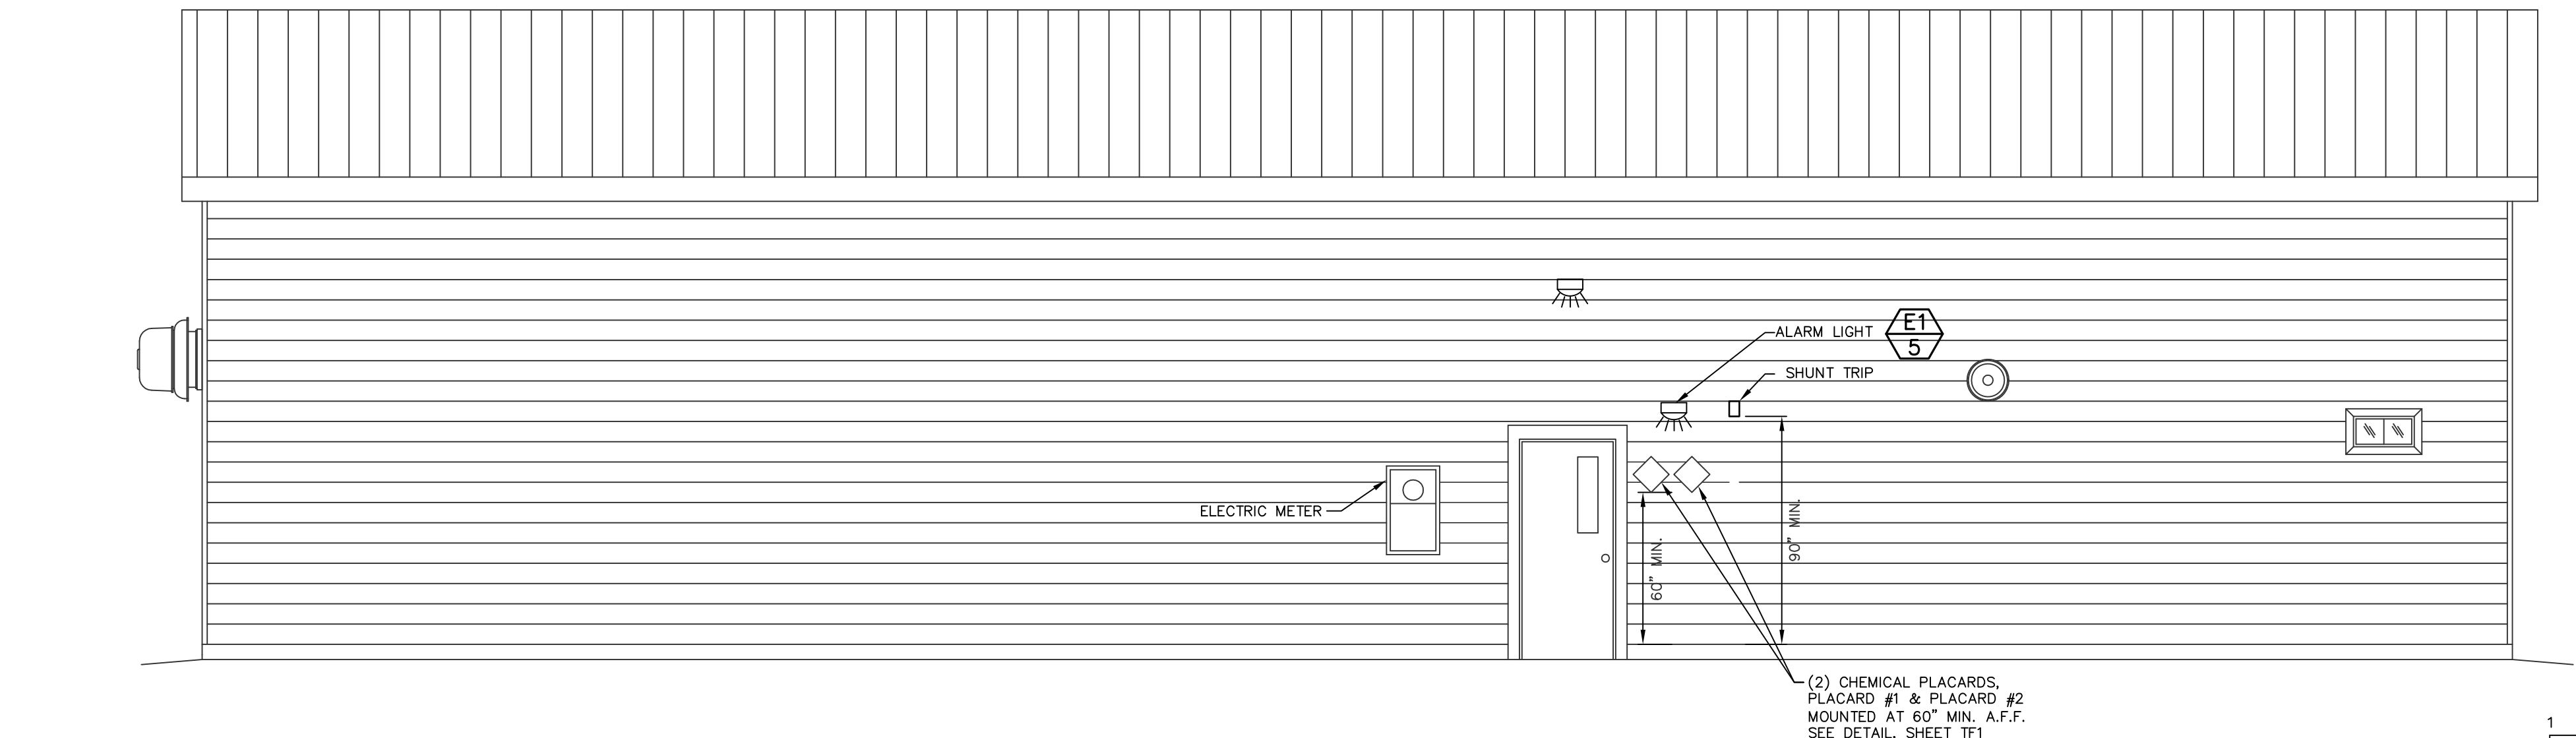 ALARM LIGHT
E1
5
SHUNT TRIP
ELECTRIC METER
60" MIN.
90" MIN.
(2) CHEMICAL PLACARDS,
PLACARD #1 & PLACARD #2
MOUNTED AT 60" MIN. A.F.F.
SEE DETAIL, SHEET TF1
1